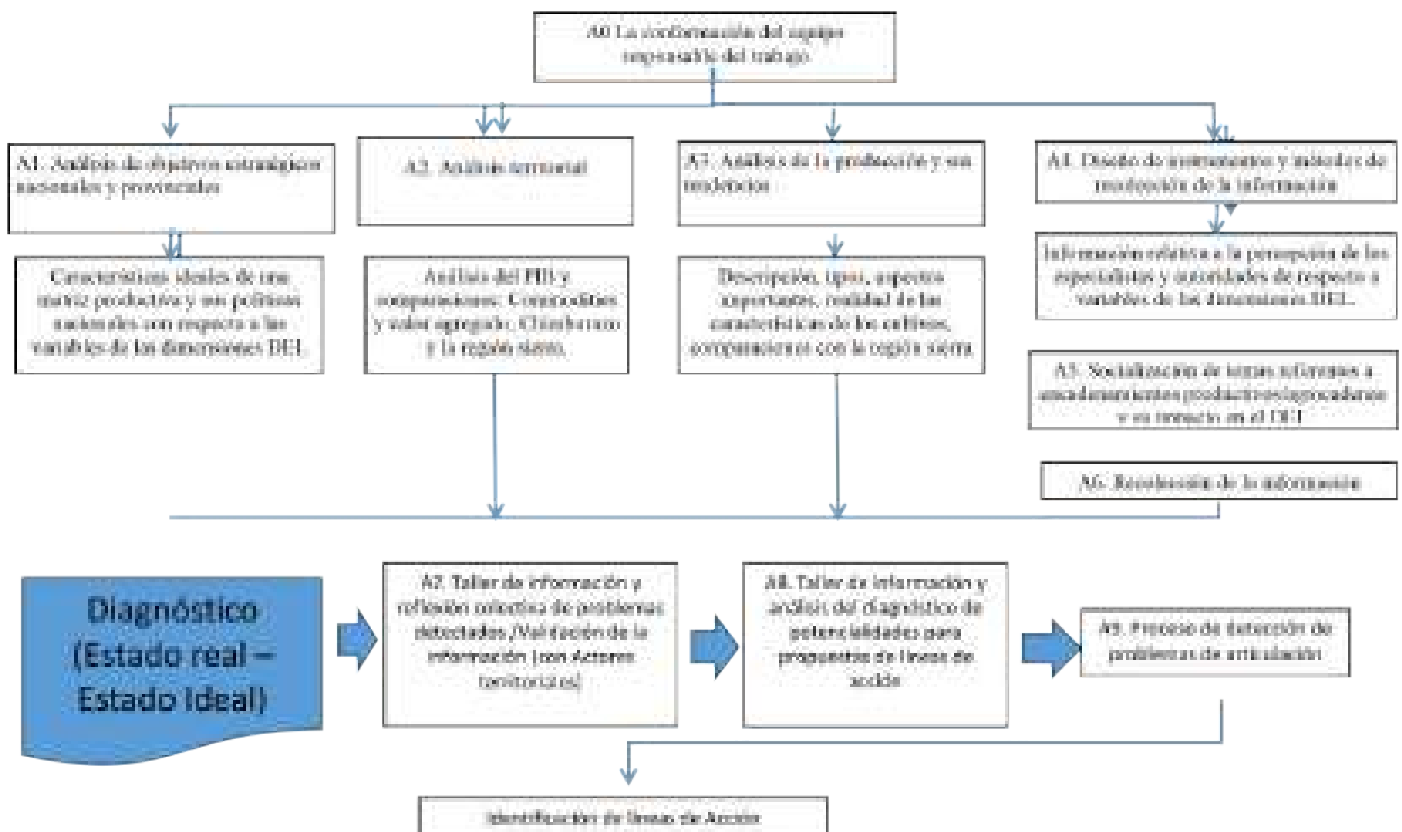 A0 La conformación del equipo
responsable del trabajo
A1. Análisis de objetivos estratégicos
nacionales y provinciales
A2. Análisis territorial
A3. Análisis de la producción y sus
tendencias
A4. Diseño de instrumentos y métodos de
recolección de la información
Características ideales de una
matriz productiva y sus políticas
nacionales con respecto a las
variables de las dimensiones DEL
Análisis del PIB y
comparaciones: Commodities
y valor agregado, Chimborazo
y la región sierra.
Descripción, tipos, aspectos
importantes, realidad de las
características de los cultivos,
comparaciones con la región sierra
Información relativa a la percepción de los
especialistas y autoridades de respecto a
variables de las dimensiones DEL.
A5. Socialización de temas referentes a
encadenamientos productivos/agrocadenas
y su impacto en el DEL
A6. Recolección de la información
Diagnóstico
(Estado real –
Estado Ideal)
A7. Taller de información y
reflexión colectiva de problemas
detectados /Validación de la
información (con Actores
territoriales)
A8. Taller de información y
análisis del diagnóstico de
potencialidades para
propuestas de líneas de
acción
A9. Proceso de detección de
problemas de articulación
Identificación de líneas de Acción